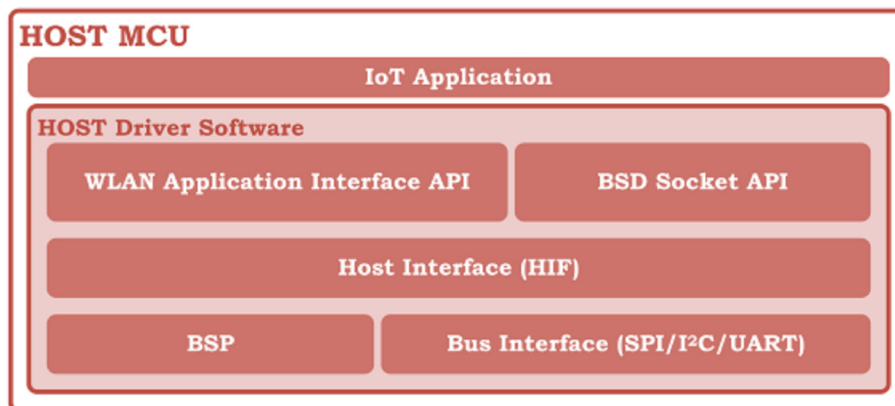 HOST MCU
IoT Application
HOST Driver Software
WLAN Application Interface API
BSD Socket API
Host Interface (HIF)
BSP
Bus Interface (SPI/I²C/UART)